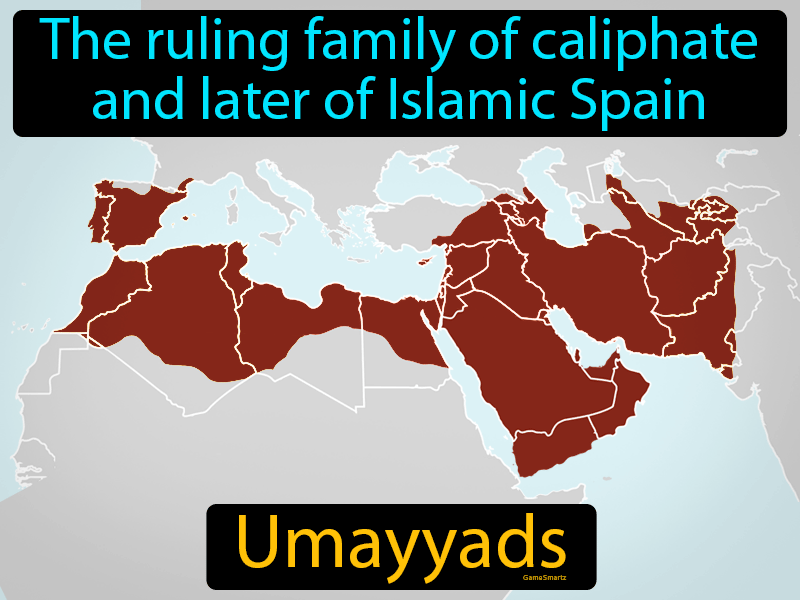 The ruling family of caliphate
and later of Islamic Spain
Umayyads
GameSmartz